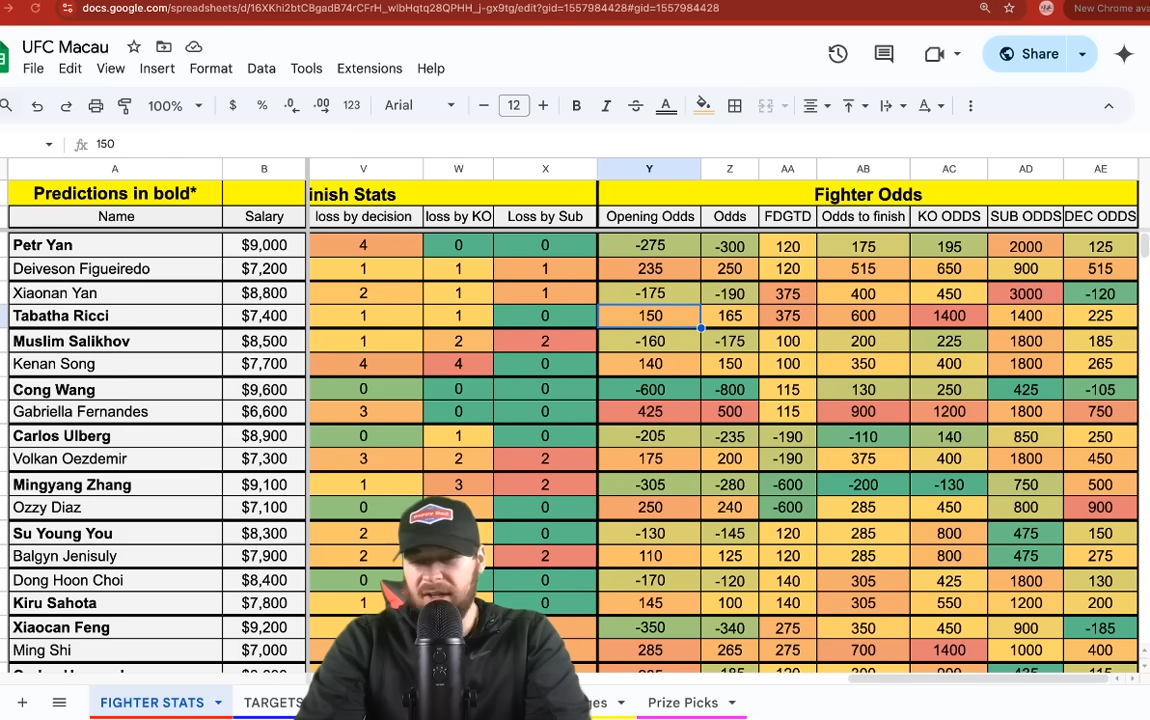 docs.google.com/spreadsheets/d/16XKhi2btCBgadB74rCFrH_wlbHqtq28QPHH_j-gx9tg/edit?gid=1557984428#gid=1557984428 New Chrome ava
UFC Macau
File Edit View Insert Format Data Tools Extensions Help Share
100% $ % .0 .00 123 Arial 12 B I A A
fx 150
A B V W X Y Z AA AB AC AD AE
Predictions in bold* inish Stats Fighter Odds
Name Salary loss by decision loss by KO Loss by Sub Opening Odds Odds FDGTD Odds to finish KO ODDS SUB ODDS DEC ODDS
Petr Yan $9,000 4 0 0 -275 -300 120 175 195 2000 125
Deiveson Figueiredo $7,200 1 1 1 235 250 120 515 650 900 515
Xiaonan Yan $8,800 2 1 1 -175 -190 375 400 450 3000 -120
Tabatha Ricci $7,400 1 1 0 150 165 375 600 1400 1400 225
Muslim Salikhov $8,500 1 2 2 -160 -175 100 200 225 1800 185
Kenan Song $7,700 4 4 0 140 150 100 350 400 1800 265
Cong Wang $9,600 0 0 0 -600 -800 115 130 250 425 -105
Gabriella Fernandes $6,600 3 0 0 425 500 115 900 1200 1800 750
Carlos Ulberg $8,900 0 1 0 -205 -235 -190 -110 140 850 250
Volkan Oezdemir $7,300 3 2 2 175 200 -190 375 400 1800 450
Mingyang Zhang $9,100 1 3 2 -305 -280 -600 -200 -130 750 500
Ozzy Diaz $7,100 0 0 250 240 -600 285 450 800 900
Su Young You $8,300 2 0 -130 -145 120 285 800 475 150
Balgyn Jenisuly $7,900 2 2 110 125 120 285 800 475 275
Dong Hoon Choi $8,400 0 0 -170 -120 140 305 425 1800 130
Kiru Sahota $7,800 1 0 145 100 140 305 550 1200 200
Xiaocan Feng $9,200 -350 -340 275 350 450 900 -185
Ming Shi $7,000 285 265 275 700 1400 1000 400
FIGHTER STATS TARGETS ges Prize Picks